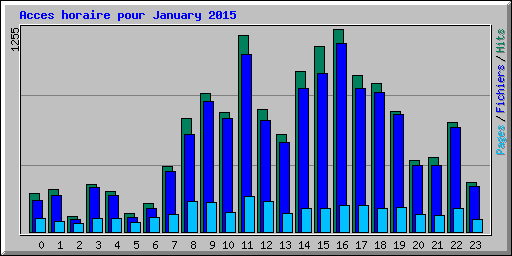 Acces horaire pour January 2015
1255
Pages / Fichiers / Hits
0 1 2 3 4 5 6 7 8 9 10 11 12 13 14 15 16 17 18 19 20 21 22 23